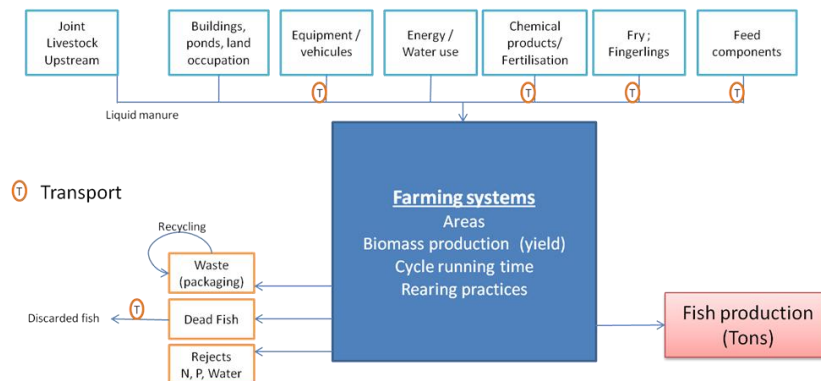 Joint
Livestock
Upstream
Buildings,
ponds, land
occupation
Equipment /
vehicules
Energy /
Water use
Chemical
products/
Fertilisation
Fry ;
Fingerlings
Feed
components
T
T
T
T
Liquid manure
T Transport
Farming systems
Areas
Biomass production (yield)
Cycle running time
Rearing practices
Recycling
Waste
(packaging)
T
Discarded fish
Dead Fish
Rejects
N, P, Water
Fish production
(Tons)